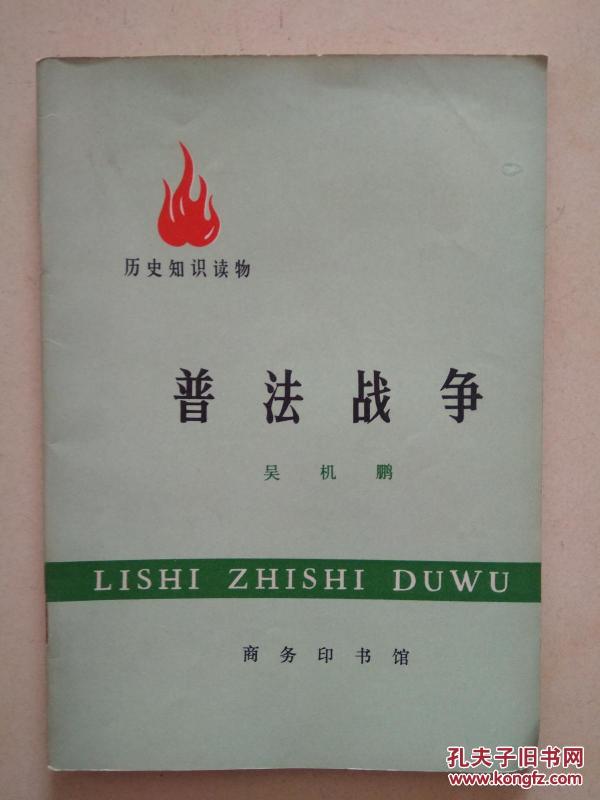 历史知识读物
普法战争
吴机鹏
LISHI ZHISHI DUWU
商务印书馆
孔夫子旧书网
www.kongfz.com